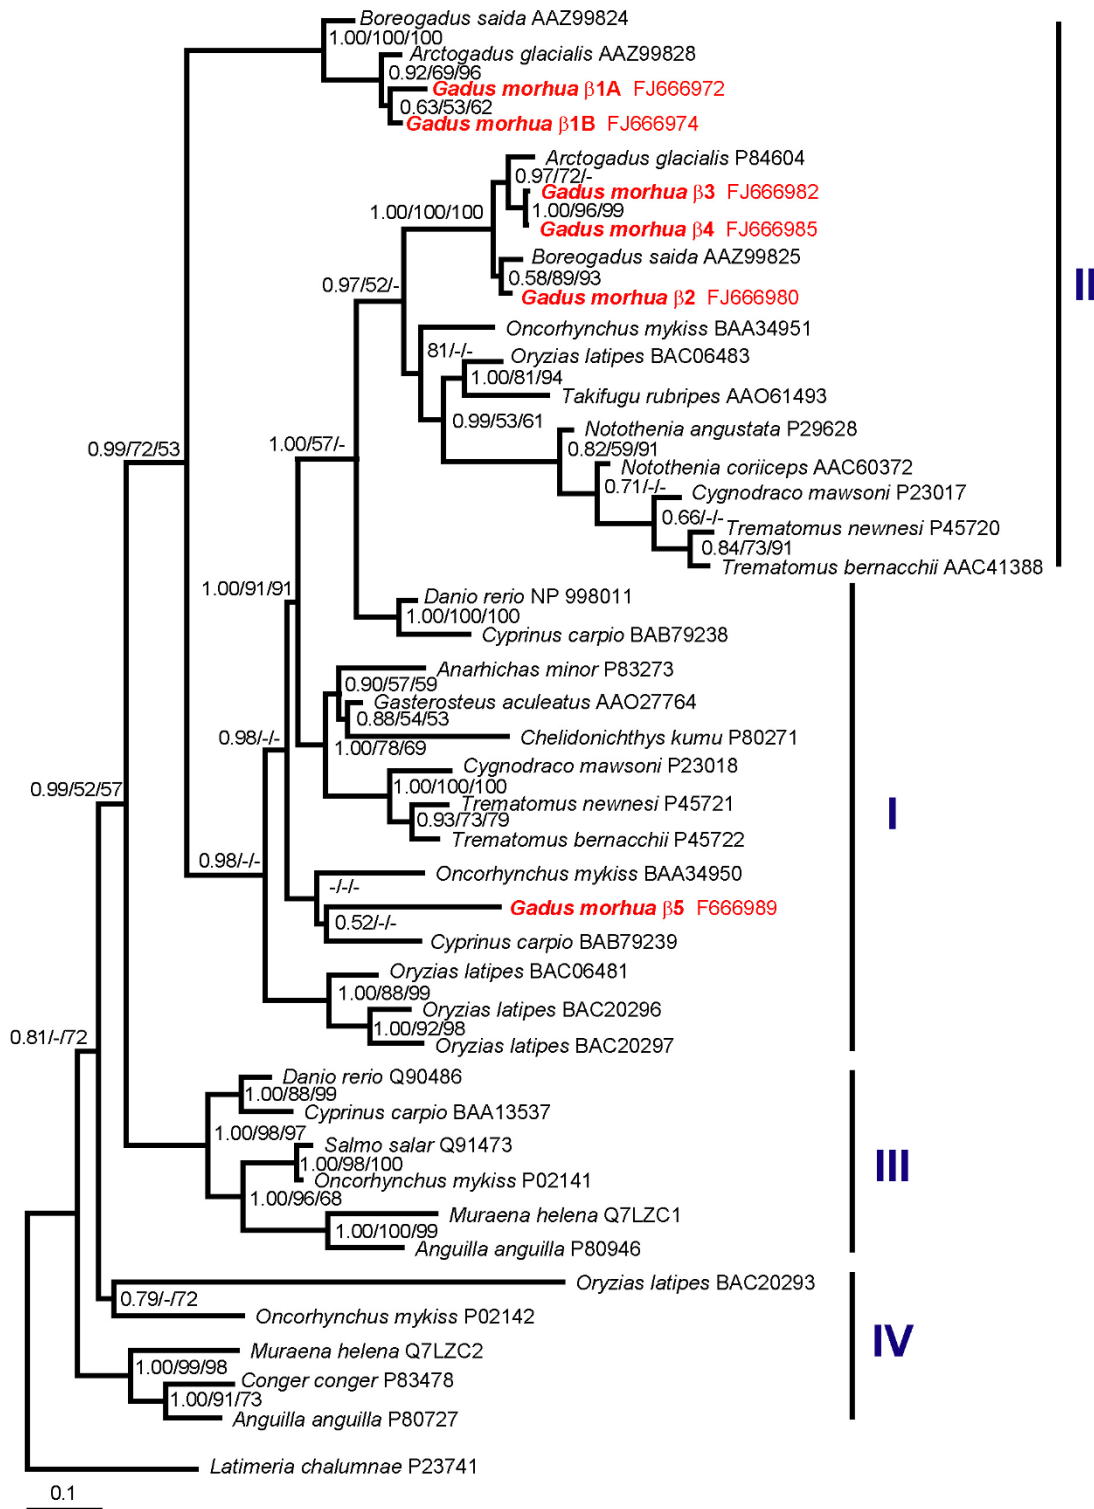 Boreogadus saida AAZ99824
1.00/100/100
Arctogadus glacialis AAZ99828
0.92/69/96
Gadus morhua β1A FJ666972
0.63/53/62
Gadus morhua β1B FJ666974
Arctogadus glacialis P84604
0.97/72/-
Gadus morhua β3 FJ666982
1.00/100/100
1.00/96/99
Gadus morhua β4 FJ666985
Boreogadus saida AAZ99825
0.58/89/93
II
0.97/52/-
Gadus morhua β2 FJ666980
Oncorhynchus mykiss BAA34951
81/-/-
Oryzias latipes BAC06483
1.00/81/94
Takifugu rubripes AAO61493
0.99/53/61
Notothenia angustata P29628
0.99/72/53
1.00/57/-
0.82/59/91
Notothenia coriiceps AAC60372
0.71/-/-
Cygnodraco mawsoni P23017
0.66/-/-
Trematomus newnesi P45720
0.84/73/91
Trematomus bernacchii AAC41388
1.00/91/91
Danio rerio NP 998011
1.00/100/100
Cyprinus carpio BAB79238
Anarhichas minor P83273
0.90/57/59
Gasterosteus aculeatus AAO27764
0.88/54/53
0.98/-/-
Chelidonichthys kumu P80271
1.00/78/69
Cygnodraco mawsoni P23018
0.99/52/57
1.00/100/100
Trematomus newnesi P45721
I
0.93/73/79
Trematomus bernacchii P45722
0.98/-/-
Oncorhynchus mykiss BAA34950
-/-/-
Gadus morhua β5 F666989
0.52/-/-
Cyprinus carpio BAB79239
Oryzias latipes BAC06481
1.00/88/99
Oryzias latipes BAC20296
1.00/92/98
0.81/-/72
Oryzias latipes BAC20297
Danio rerio Q90486
1.00/88/99
Cyprinus carpio BAA13537
1.00/98/97
Salmo salar Q91473
1.00/98/100
III
Oncorhynchus mykiss P02141
1.00/96/68
Muraena helena Q7LZC1
1.00/100/99
Anguilla anguilla P80946
Oryzias latipes BAC20293
0.79/-/72
Oncorhynchus mykiss P02142
IV
Muraena helena Q7LZC2
1.00/99/98
Conger conger P83478
1.00/91/73
Anguilla anguilla P80727
Latimeria chalumnae P23741
0.1